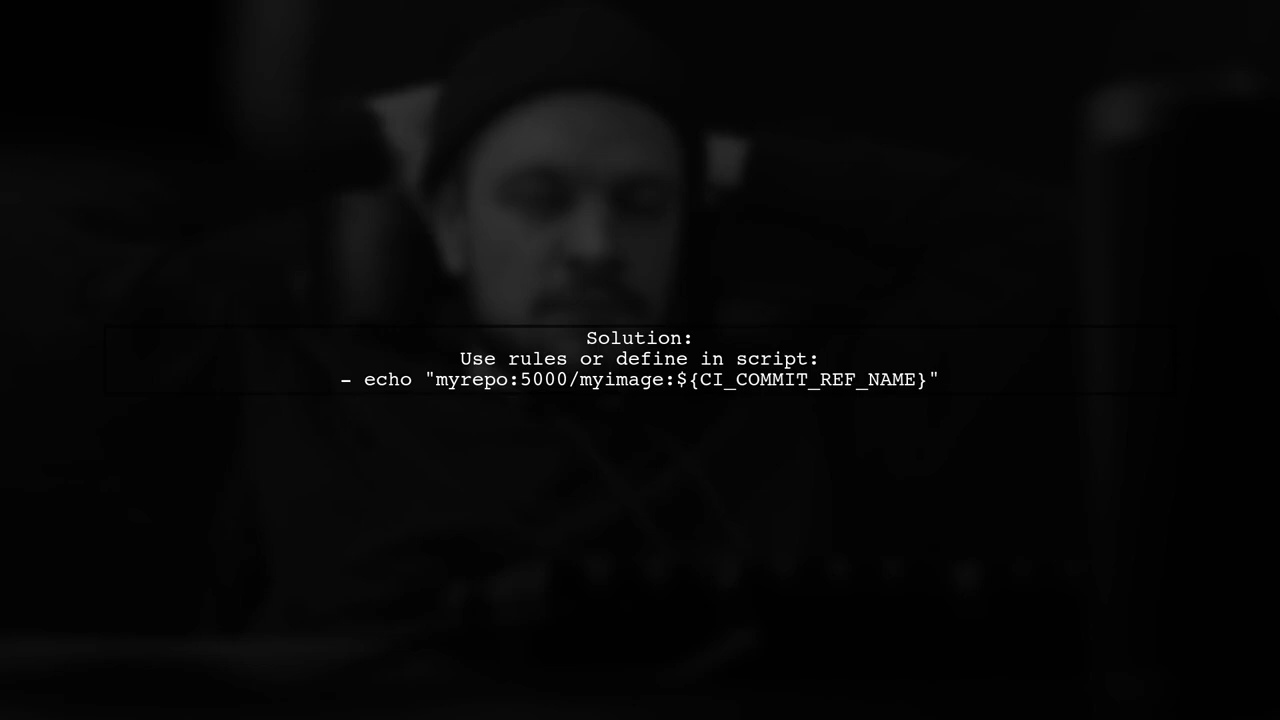 Solution:
Use rules or define in script:
– echo "myrepo:5000/myimage:${CI_COMMIT_REF_NAME}"